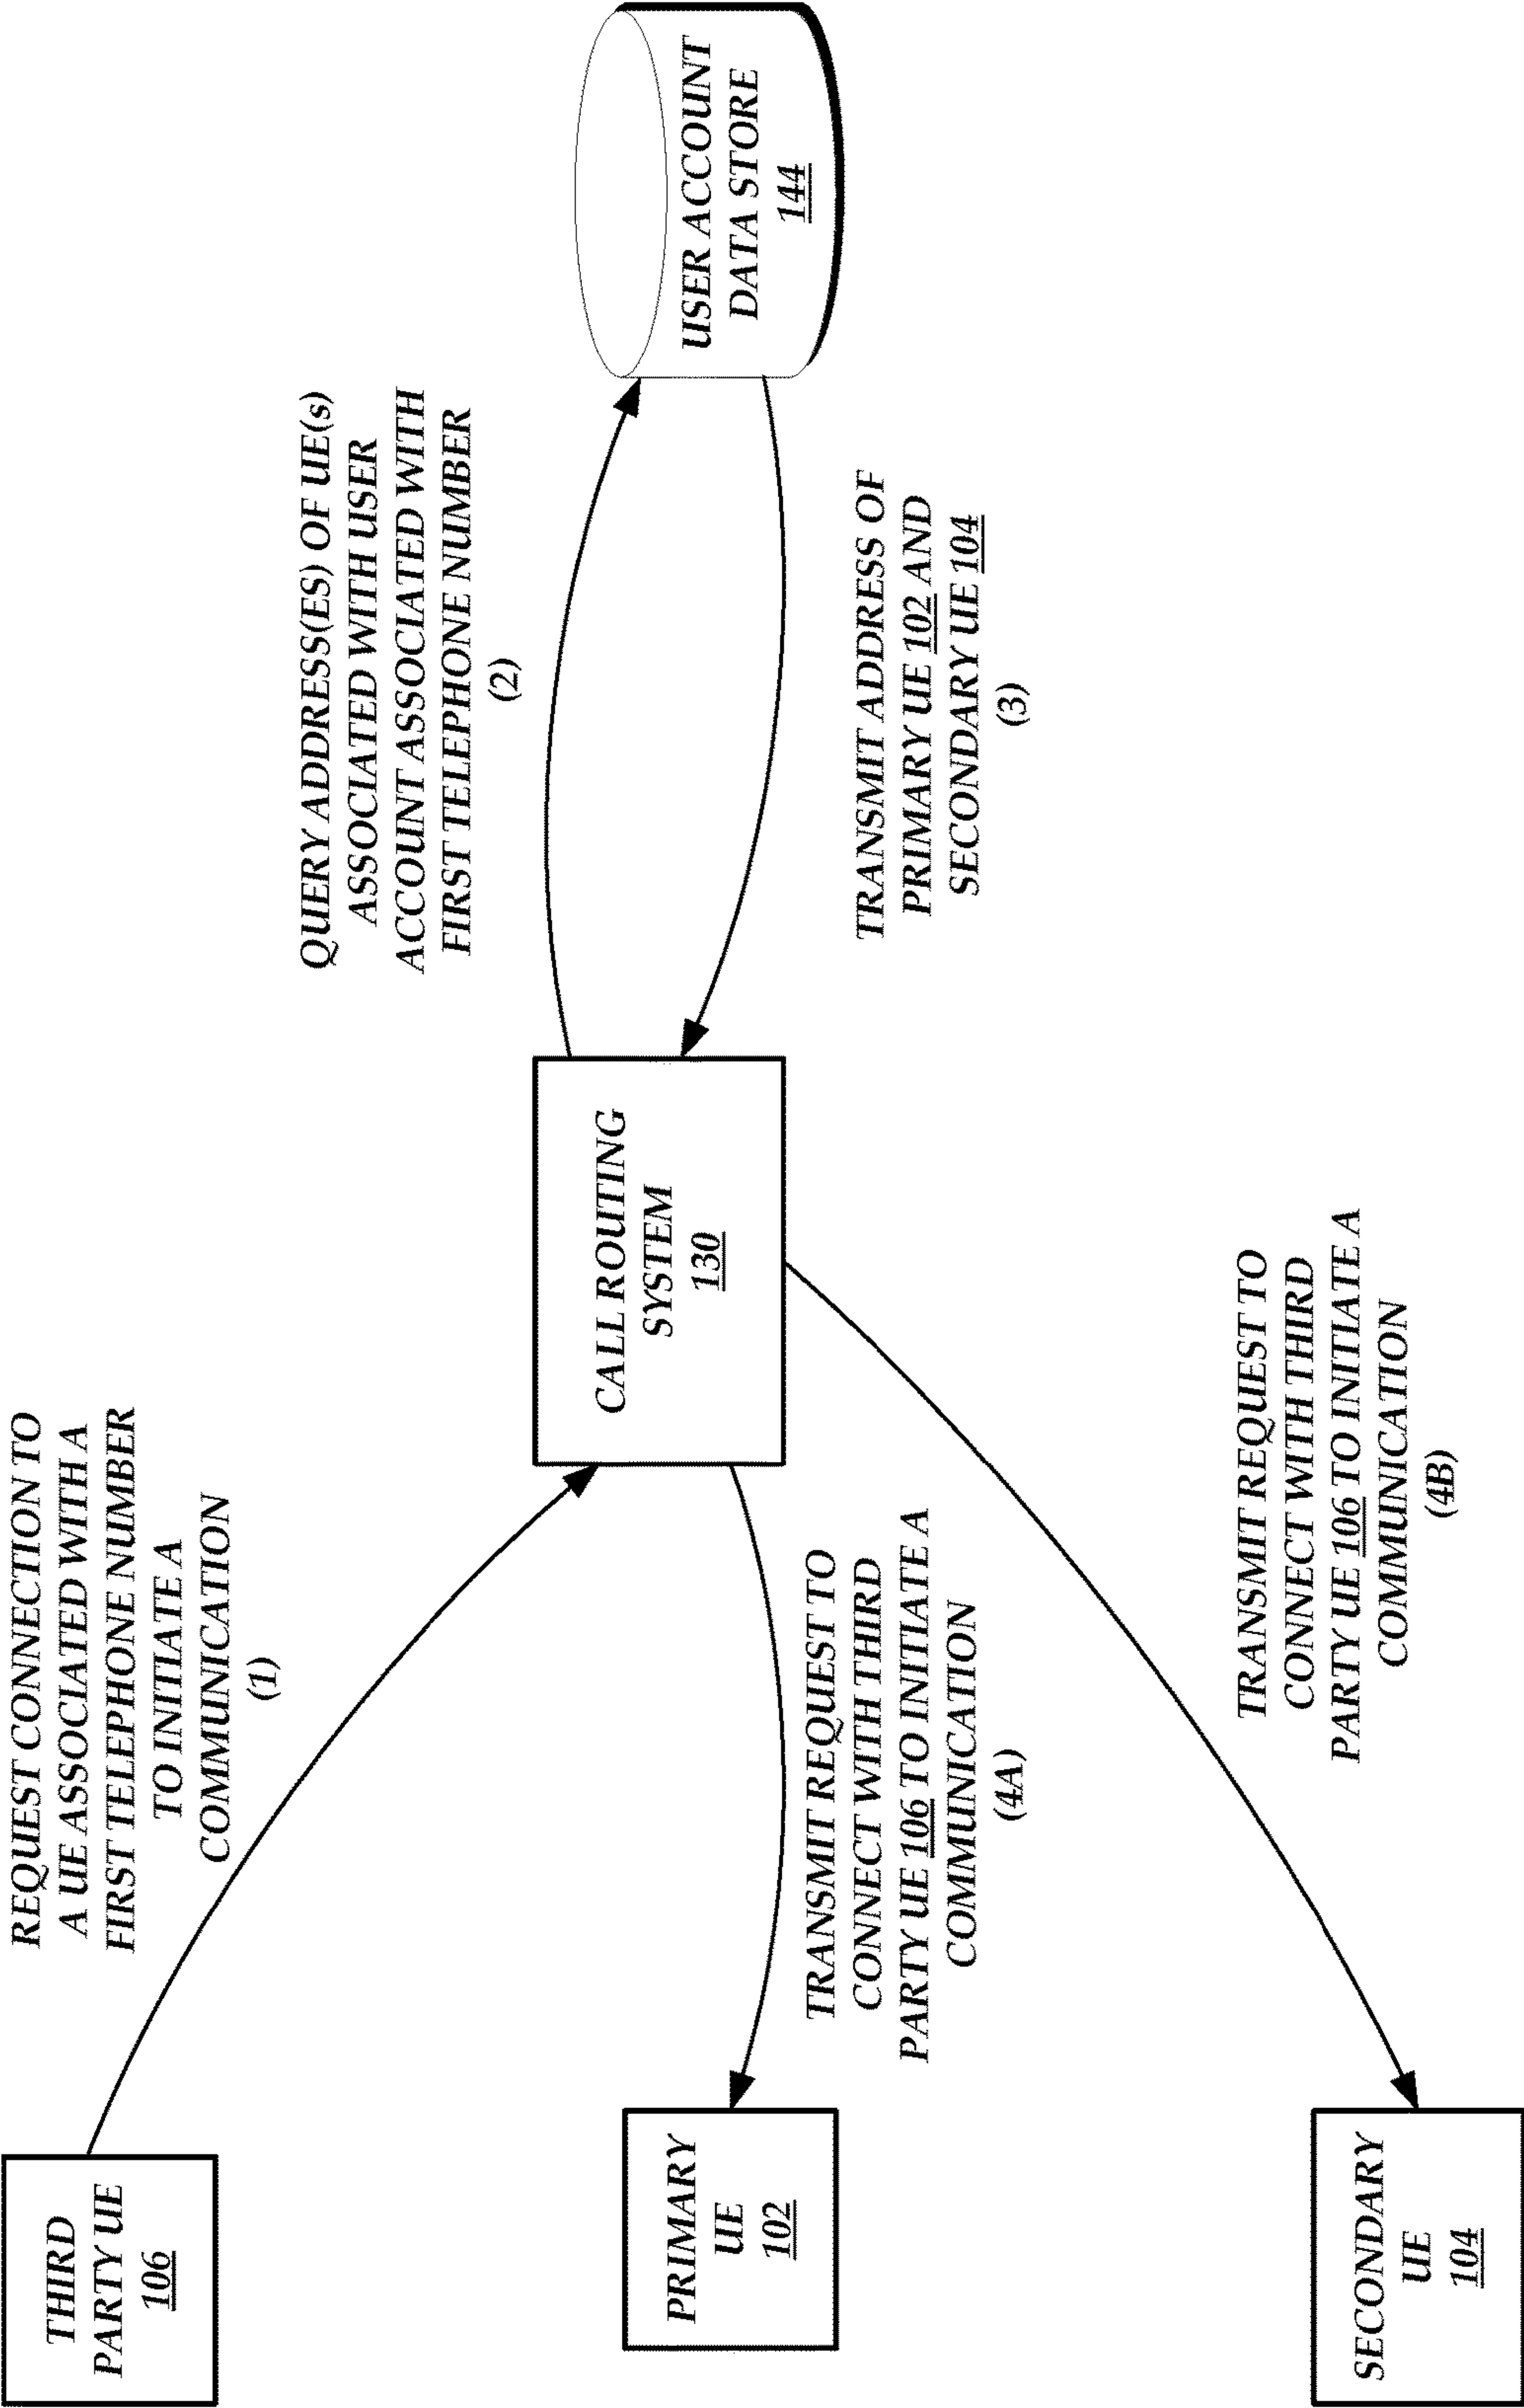 REQUEST CONNECTION TO
A UE ASSOCIATED WITH A
FIRST TELEPHONE NUMBER
TO INITIATE A
COMMUNICATION
(1)
THIRD
PARTY UE
106
QUERY ADDRESS(ES) OF UE(s)
ASSOCIATED WITH USER
ACCOUNT ASSOCIATED WITH
FIRST TELEPHONE NUMBER
(2)
PRIMARY
UE
102
CALL ROUTING
SYSTEM
130
USER ACCOUNT
DATA STORE
144
TRANSMIT REQUEST TO
CONNECT WITH THIRD
PARTY UE 106 TO INITIATE A
COMMUNICATION
(4A)
TRANSMIT ADDRESS OF
PRIMARY UE 102 AND
SECONDARY UE 104
(3)
TRANSMIT REQUEST TO
CONNECT WITH THIRD
PARTY UE 106 TO INITIATE A
COMMUNICATION
(4B)
SECONDARY
UE
104